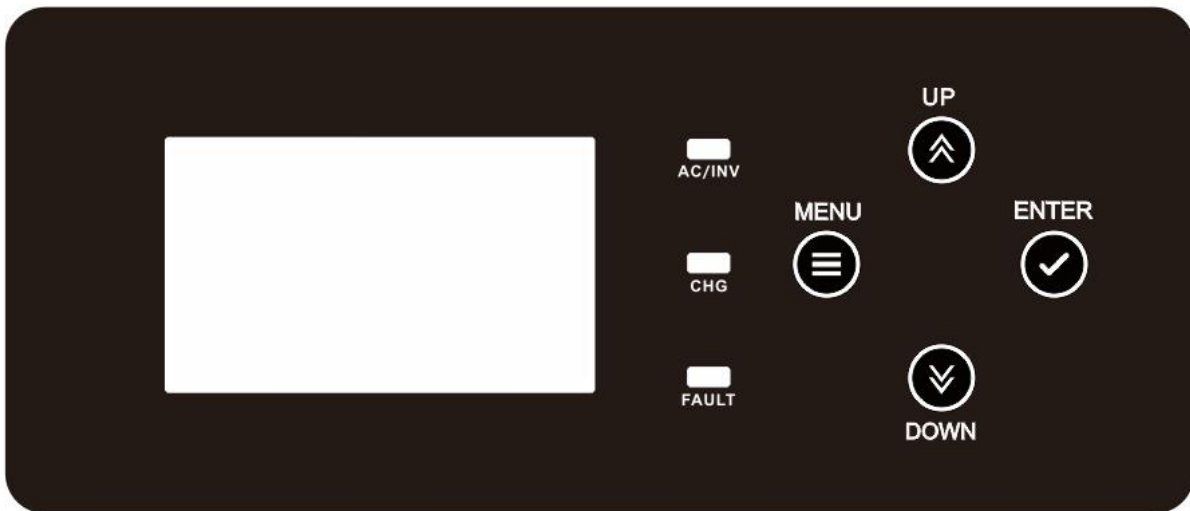 UP
AC/INV
MENU
ENTER
CHG
FAULT
DOWN